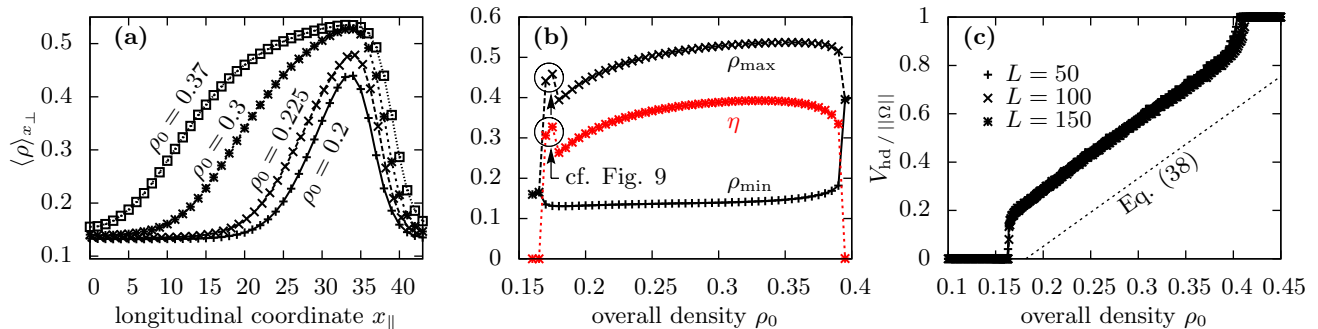 (a)
⟨ρ⟩x⊥
0.5
0.4
0.3
0.2
0.1
ρ0 = 0.37
ρ0 = 0.3
ρ0 = 0.225
ρ0 = 0.2
0 5 10 15 20 25 30 35 40
longitudinal coordinate x∥
(b)
0.6
0.5
0.4
0.3
0.2
0.1
0
ρmax
η
cf. Fig. 9
ρmin
0.15 0.2 0.25 0.3 0.35 0.4
overall density ρ0
(c)
Vhd / ||Ω||
1
0.8
0.6
0.4
0.2
0
L = 50
L = 100
L = 150
Eq. (38)
0.1 0.15 0.2 0.25 0.3 0.35 0.4 0.45
overall density ρ0